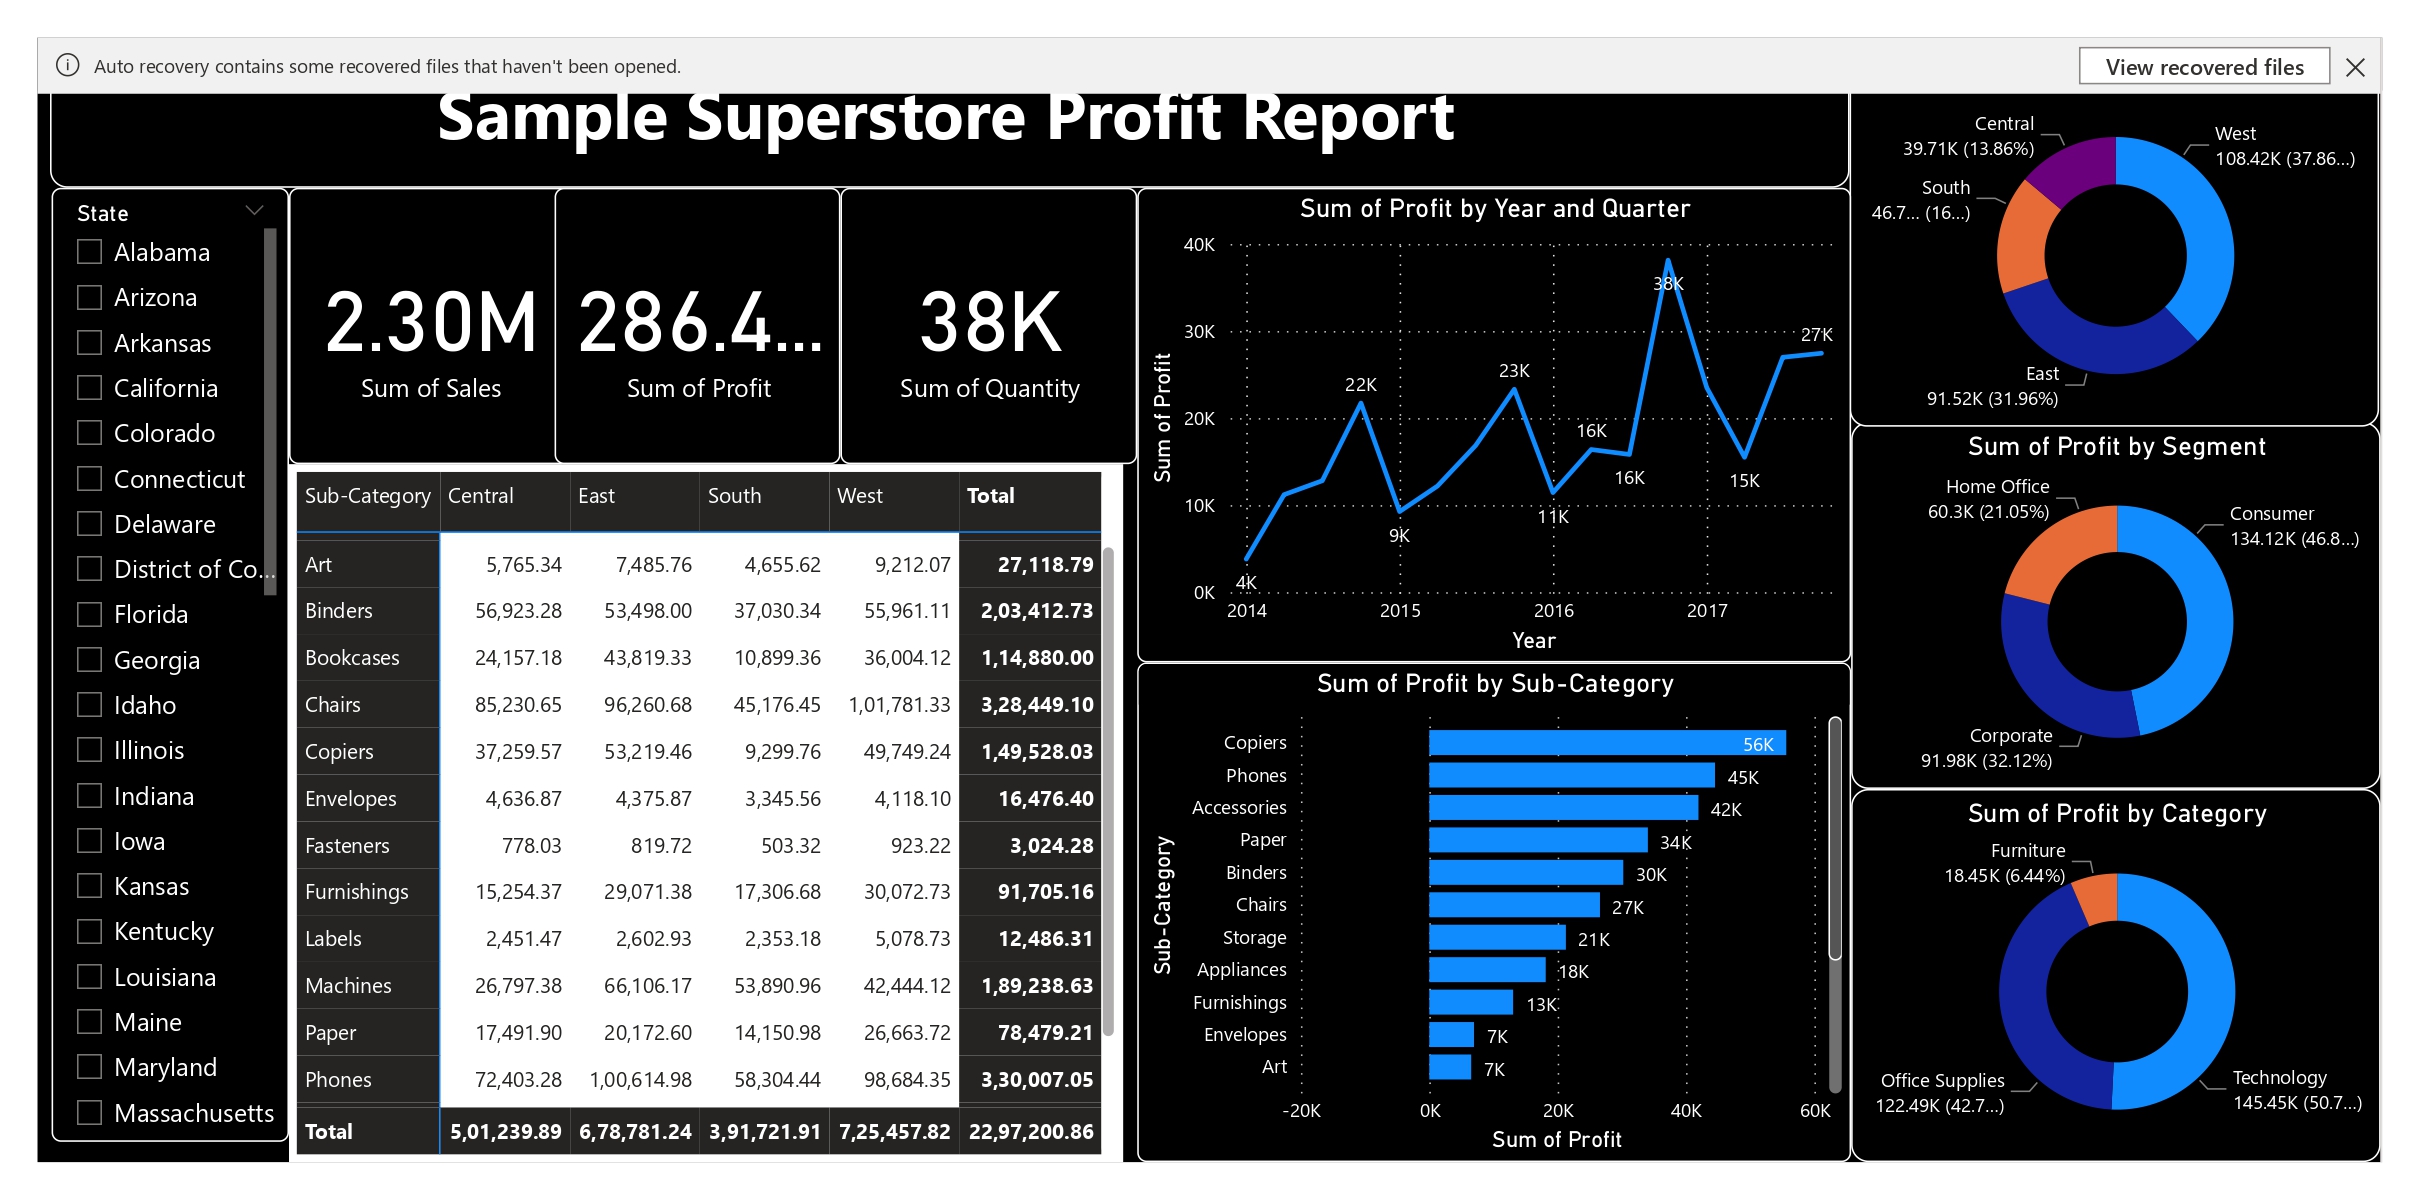 Auto recovery contains some recovered files that haven't been opened.
View recovered files
Sample Superstore Profit Report
State
Alabama
Arizona
Arkansas
California
Colorado
Connecticut
Delaware
District of Co...
Florida
Georgia
Idaho
Illinois
Indiana
Iowa
Kansas
Kentucky
Louisiana
Maine
Maryland
Massachusetts
2.30M
Sum of Sales
286.4...
Sum of Profit
38K
Sum of Quantity
Sub-Category Central East South West Total
Art 5,765.34 7,485.76 4,655.62 9,212.07 27,118.79
Binders 56,923.28 53,498.00 37,030.34 55,961.11 2,03,412.73
Bookcases 24,157.18 43,819.33 10,899.36 36,004.12 1,14,880.00
Chairs 85,230.65 96,260.68 45,176.45 1,01,781.33 3,28,449.10
Copiers 37,259.57 53,219.46 9,299.76 49,749.24 1,49,528.03
Envelopes 4,636.87 4,375.87 3,345.56 4,118.10 16,476.40
Fasteners 778.03 819.72 503.32 923.22 3,024.28
Furnishings 15,254.37 29,071.38 17,306.68 30,072.73 91,705.16
Labels 2,451.47 2,602.93 2,353.18 5,078.73 12,486.31
Machines 26,797.38 66,106.17 53,890.96 42,444.12 1,89,238.63
Paper 17,491.90 20,172.60 14,150.98 26,663.72 78,479.21
Phones 72,403.28 1,00,614.98 58,304.44 98,684.35 3,30,007.05
Total 5,01,239.89 6,78,781.24 3,91,721.91 7,25,457.82 22,97,200.86
Sum of Profit by Year and Quarter
Sum of Profit
40K
30K
20K
10K
0K
4K
22K
9K
23K
11K
16K
16K
38K
15K
27K
2014 2015 2016 2017
Year
Sum of Profit by Sub-Category
Sub-Category
Copiers 56K
Phones 45K
Accessories 42K
Paper 34K
Binders 30K
Chairs 27K
Storage 21K
Appliances 18K
Furnishings 13K
Envelopes 7K
Art 7K
-20K 0K 20K 40K 60K
Sum of Profit
Central
39.71K (13.86%)
West
108.42K (37.86...)
South
46.7... (16...)
East
91.52K (31.96%)
Sum of Profit by Segment
Home Office
60.3K (21.05%)
Consumer
134.12K (46.8...)
Corporate
91.98K (32.12%)
Sum of Profit by Category
Furniture
18.45K (6.44%)
Office Supplies
122.49K (42.7...)
Technology
145.45K (50.7...)